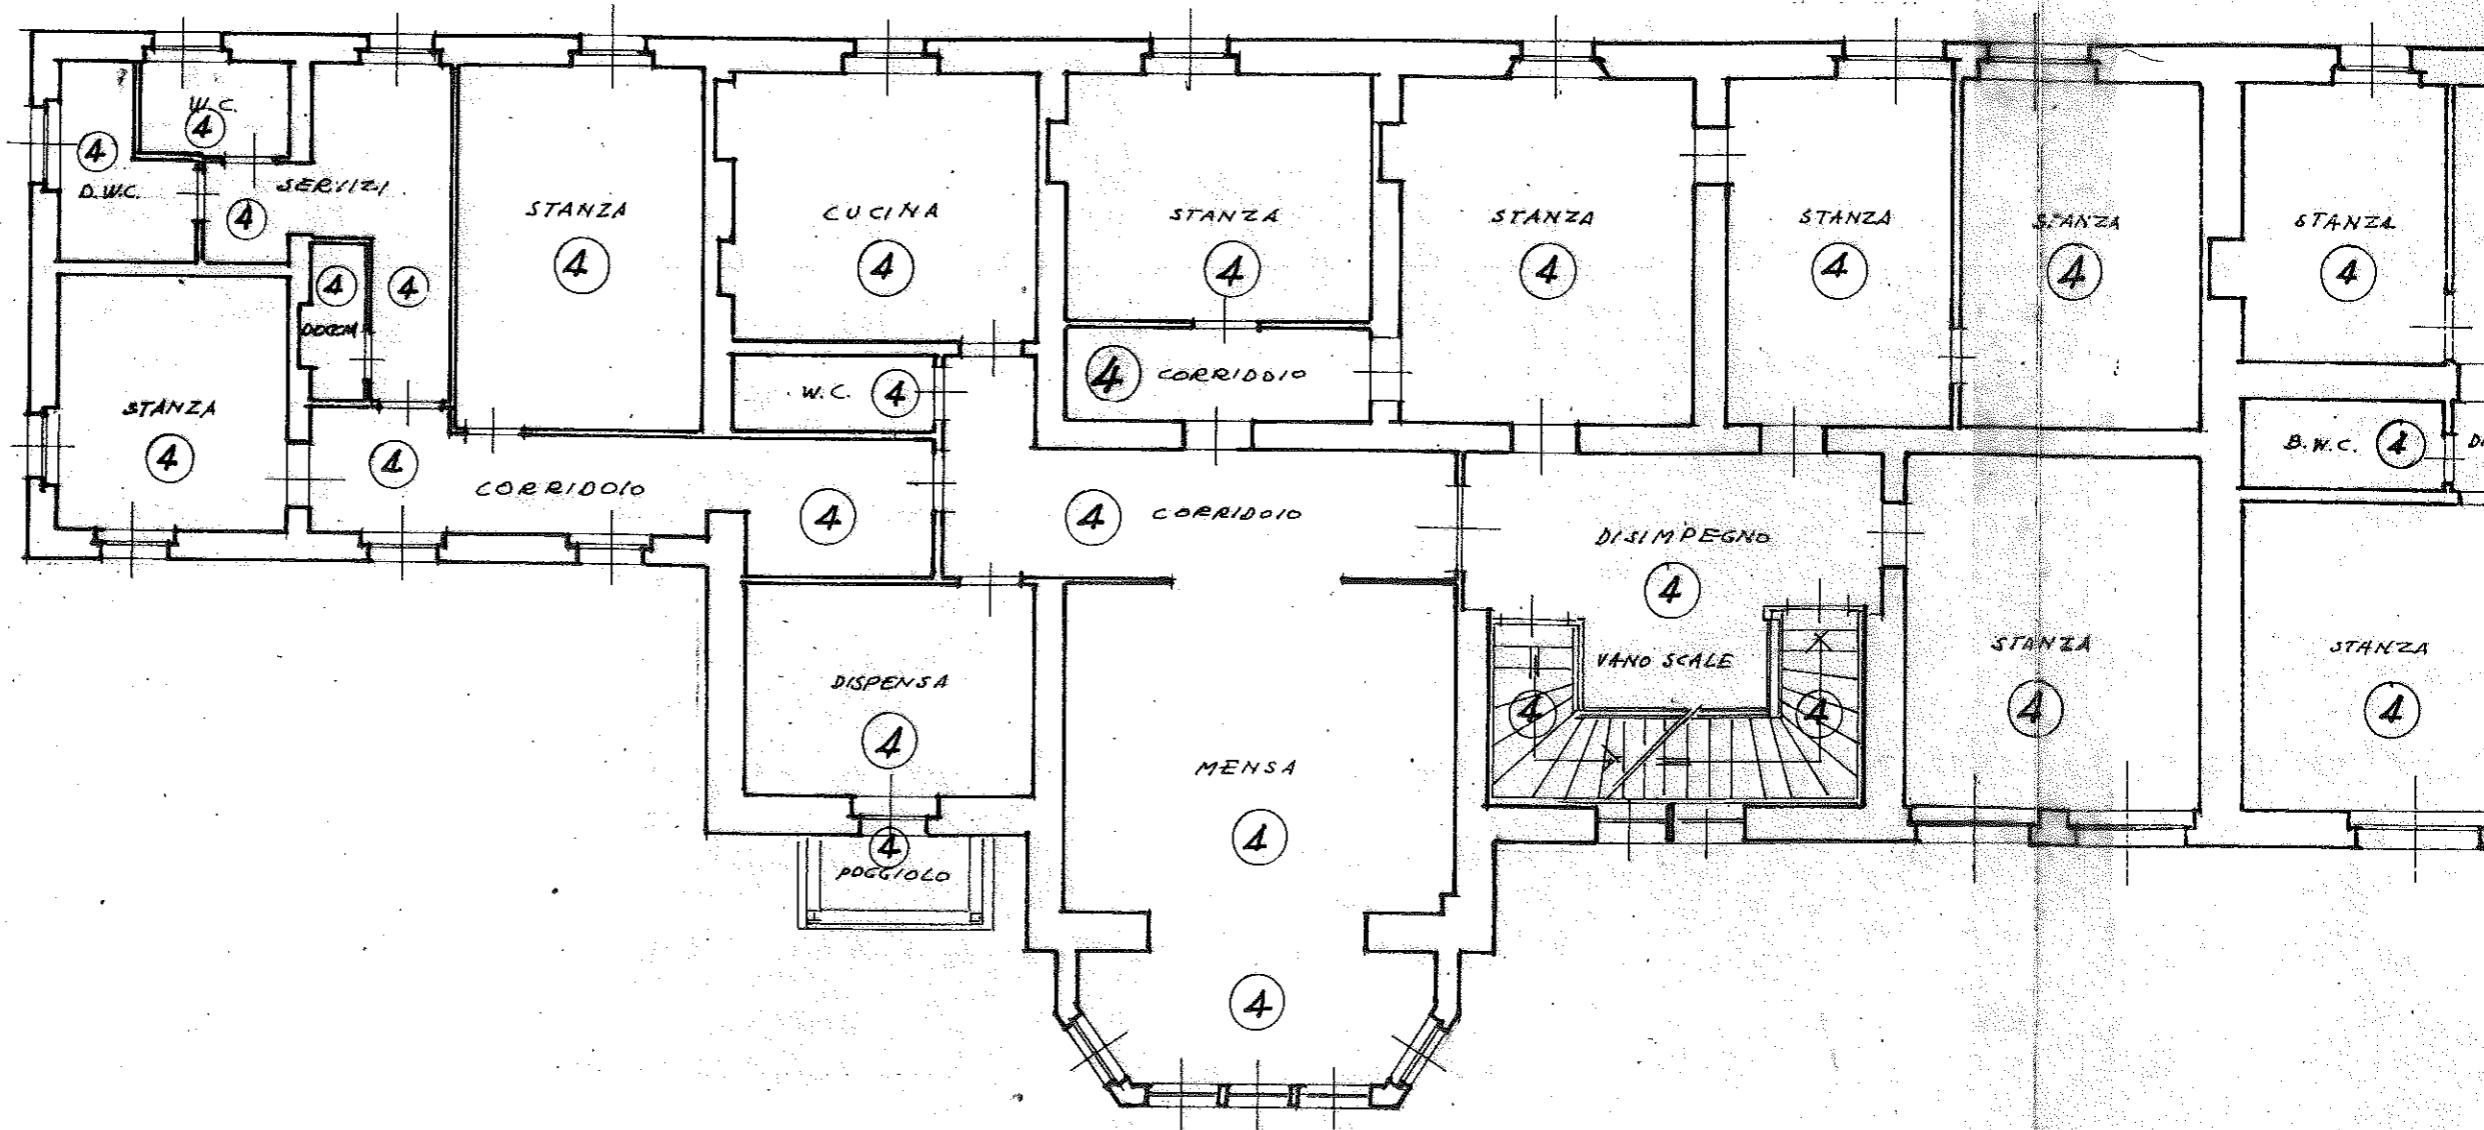 W.C.
4
4
D.W.C.
SERVIZI
4
4
4
DOCCIA
STANZA
4
CUCINA
4
STANZA
4
STANZA
4
STANZA
4
STANZA
4
STANZA
4
STANZA
4
W.C. 4
4 CORRIDOIO
B.W.C. 4
4
CORRIDOIO
4
4 CORRIDOIO
DISIMPEGNO
4
VANO SCALE
4
4
STANZA
4
STANZA
4
DISPENSA
4
4
POGGIOLO
MENSA
4
4